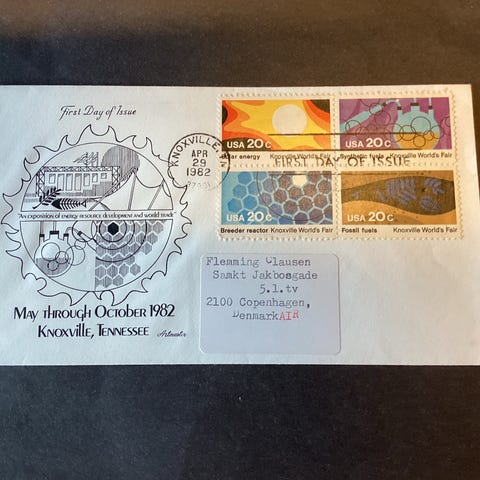 First Day of Issue
"An exposition of energy resource development and world trade"
MAY THROUGH OCTOBER 1982
KNOXVILLE, TENNESSEE
Artmaster
KNOXVILLE,
APR
29
1982
FIRST DAY OF ISSUE
USA 20c
Solar energy Knoxville World's Fair
USA 20c
Synthetic fuels Knoxville World's Fair
USA 20c
Breeder reactor Knoxville World's Fair
USA 20c
Fossil fuels Knoxville World's Fair
Flemming Clausen
Samkt Jakbosgade
5.1.tv
2100 Copenhagen,
Denmark AIR